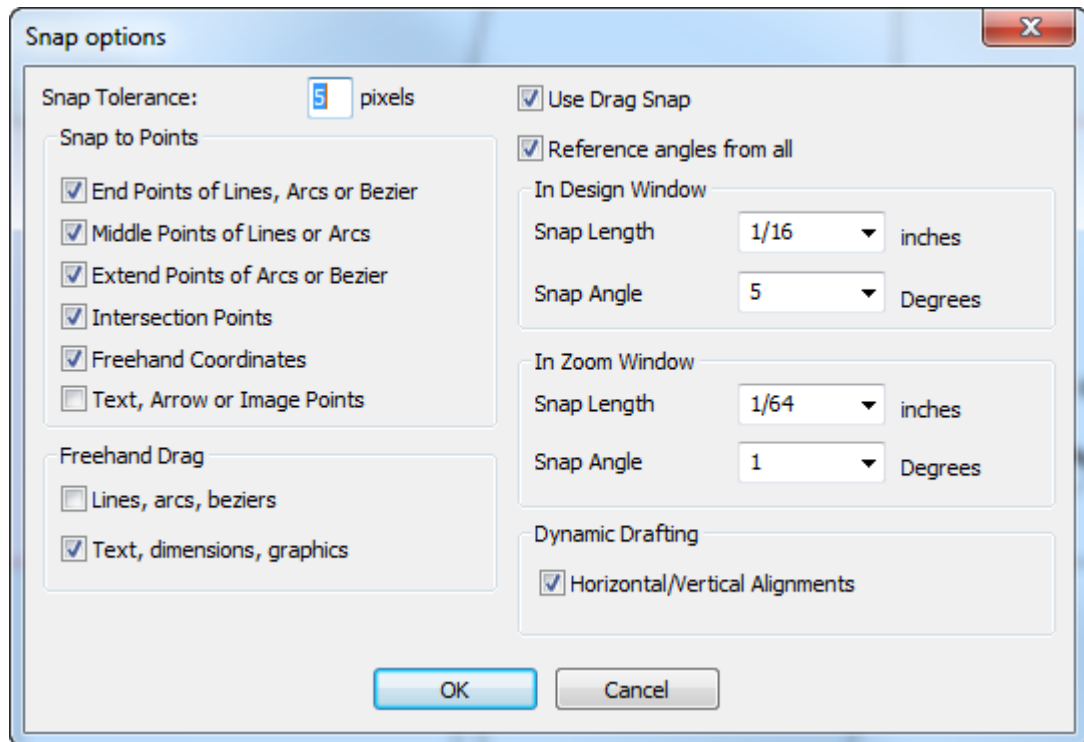 Snap options
Snap Tolerance: 5 pixels
Snap to Points
End Points of Lines, Arcs or Bezier
Middle Points of Lines or Arcs
Extend Points of Arcs or Bezier
Intersection Points
Freehand Coordinates
Text, Arrow or Image Points
Freehand Drag
Lines, arcs, beziers
Text, dimensions, graphics
Use Drag Snap
Reference angles from all
In Design Window
Snap Length 1/16 inches
Snap Angle 5 Degrees
In Zoom Window
Snap Length 1/64 inches
Snap Angle 1 Degrees
Dynamic Drafting
Horizontal/Vertical Alignments
OK Cancel